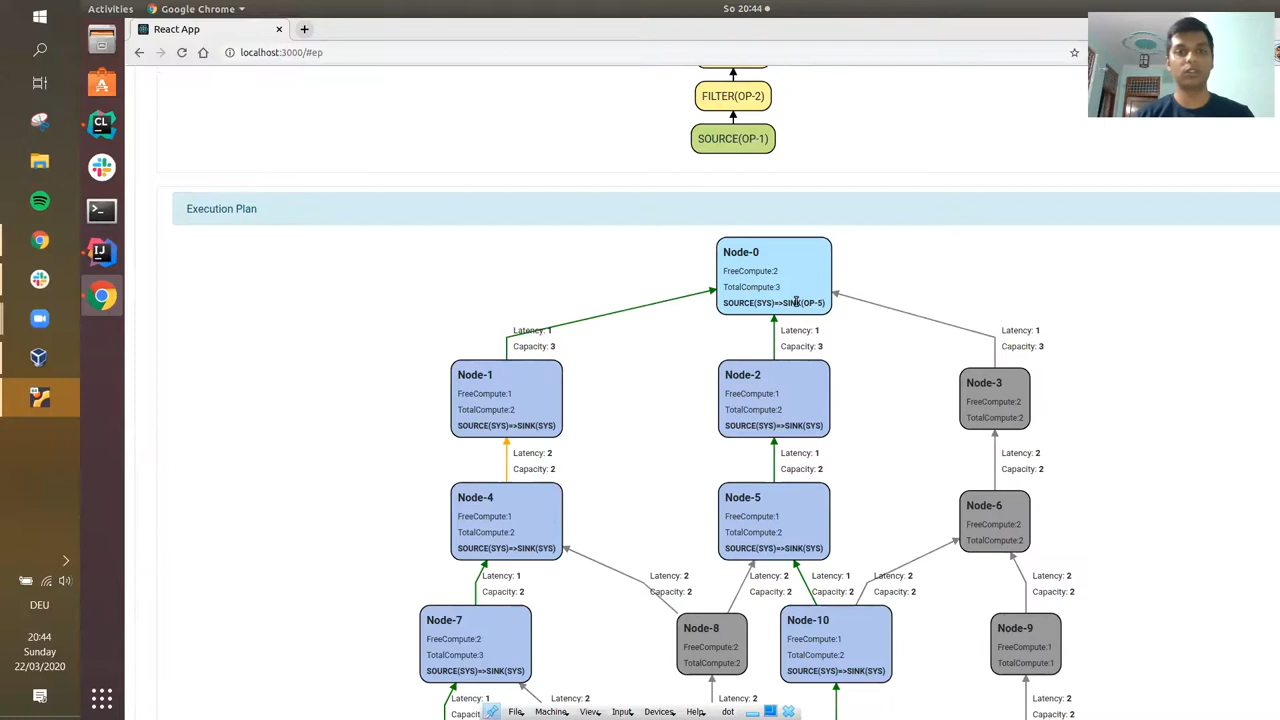 Activities
Google Chrome
So 20:44
React App
localhost:3000/#ep
FILTER(OP-2)
SOURCE(OP-1)
Execution Plan
Node-0
FreeCompute:2
TotalCompute:3
SOURCE(SYS)=>SINK(OP-5)
Latency: 1
Capacity: 3
Latency: 1
Capacity: 3
Latency: 1
Capacity: 3
Node-1
FreeCompute:1
TotalCompute:2
SOURCE(SYS)=>SINK(SYS)
Node-2
FreeCompute:1
TotalCompute:2
SOURCE(SYS)=>SINK(SYS)
Node-3
FreeCompute:2
TotalCompute:2
Latency: 2
Capacity: 2
Latency: 1
Capacity: 2
Latency: 2
Capacity: 2
Node-4
FreeCompute:1
TotalCompute:2
SOURCE(SYS)=>SINK(SYS)
Node-5
FreeCompute:1
TotalCompute:2
SOURCE(SYS)=>SINK(SYS)
Node-6
FreeCompute:2
TotalCompute:2
Latency: 1
Capacity: 2
Latency: 2
Capacity: 2
Latency: 2
Capacity: 2
Latency: 1
Capacity: 2
Latency: 2
Capacity: 2
Latency: 2
Capacity: 2
Node-7
FreeCompute:2
TotalCompute:3
SOURCE(SYS)=>SINK(SYS)
Node-8
FreeCompute:2
TotalCompute:2
Node-10
FreeCompute:1
TotalCompute:2
SOURCE(SYS)=>SINK(SYS)
Node-9
FreeCompute:1
TotalCompute:1
Latency: 1
Latency: 2
Latency: 2
Latency: 2
Capacit
Capacity: 2
File
Machine
View
Input
Devices
Help
dot
DEU
20:44
Sunday
22/03/2020
CL
IJ